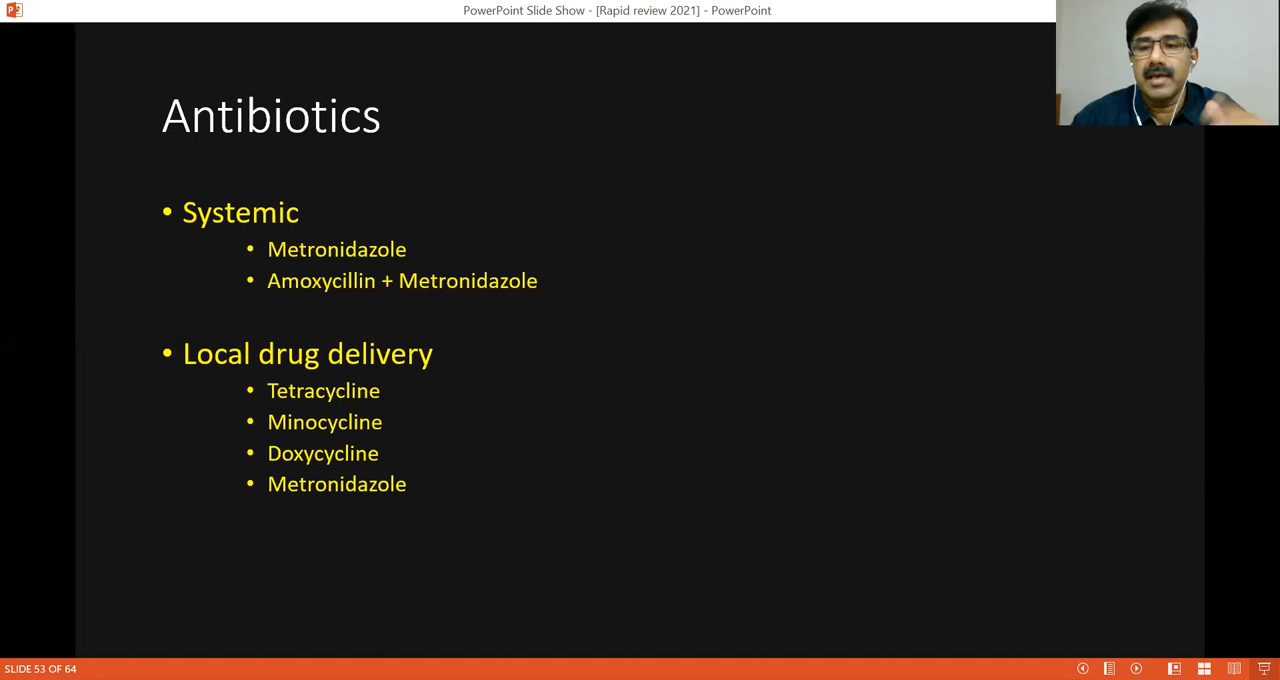 PowerPoint Slide Show - [Rapid review 2021] - PowerPoint
Antibiotics
• Systemic
• Metronidazole
• Amoxycillin + Metronidazole
• Local drug delivery
• Tetracycline
• Minocycline
• Doxycycline
• Metronidazole
SLIDE 53 OF 64